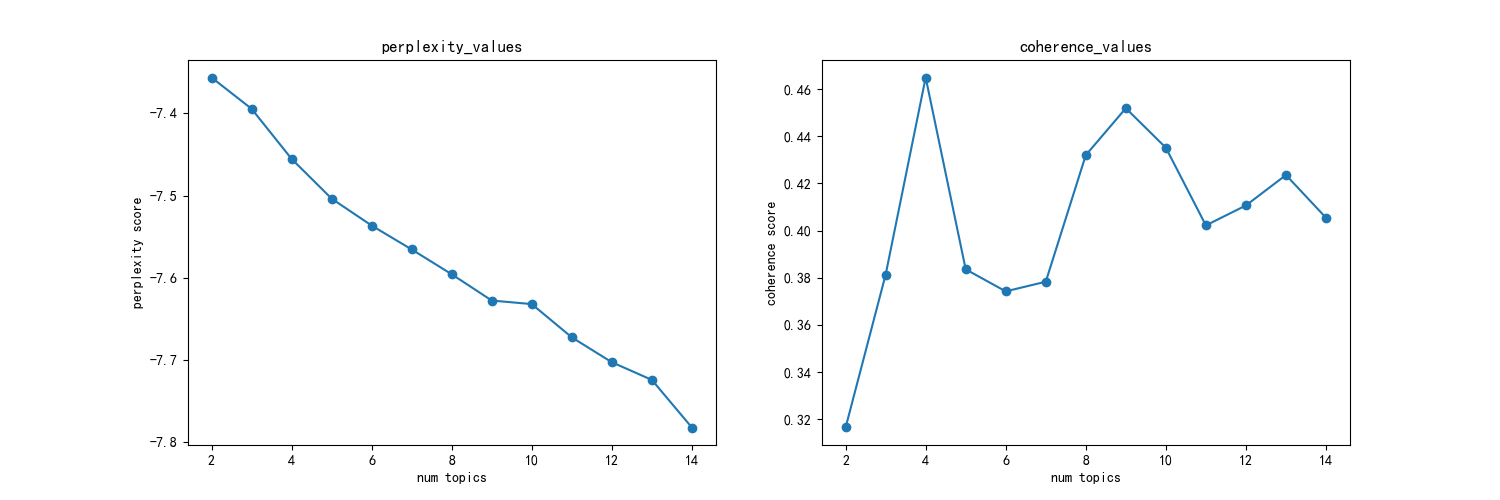 perplexity_values
-7.4
-7.5
-7.6
-7.7
-7.8
perplexity score
2 4 6 8 10 12 14
num topics
coherence_values
0.46
0.44
0.42
0.40
0.38
0.36
0.34
0.32
coherence score
2 4 6 8 10 12 14
num topics